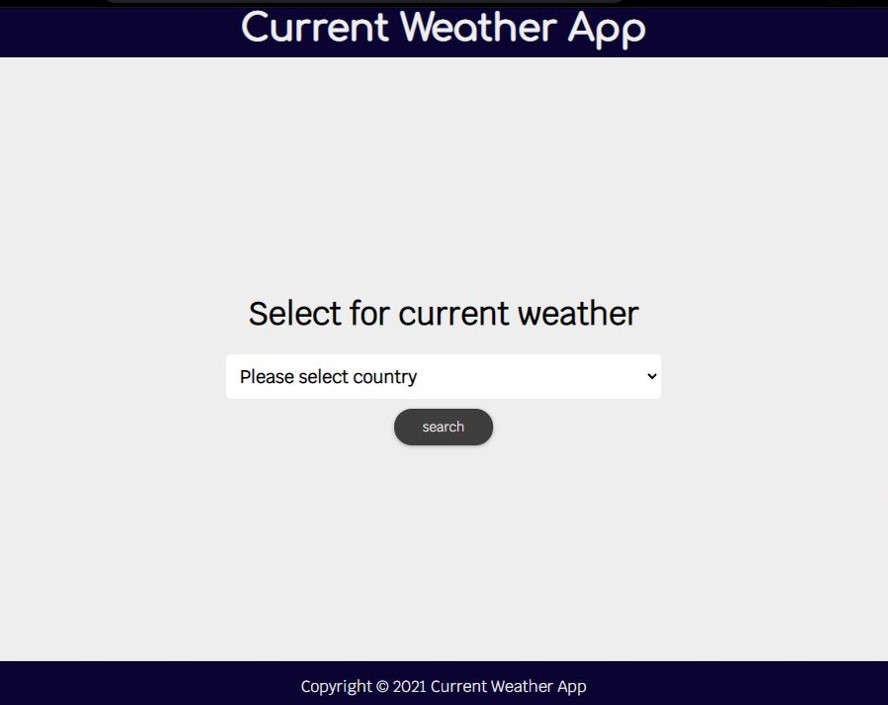 Current Weather App
Select for current weather
Please select country
search
Copyright © 2021 Current Weather App